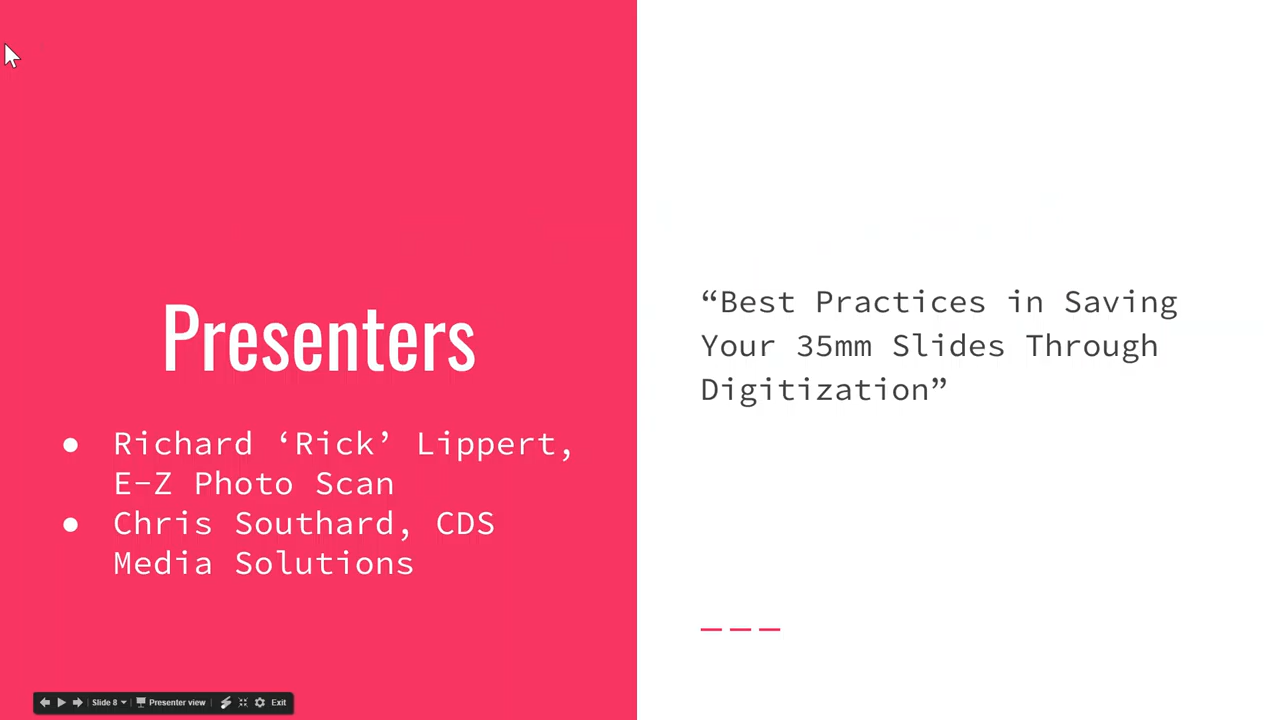 Presenters
● Richard ‘Rick’ Lippert,
E-Z Photo Scan
● Chris Southard, CDS
Media Solutions
“Best Practices in Saving
Your 35mm Slides Through
Digitization”
Slide 8
Presenter view
Exit